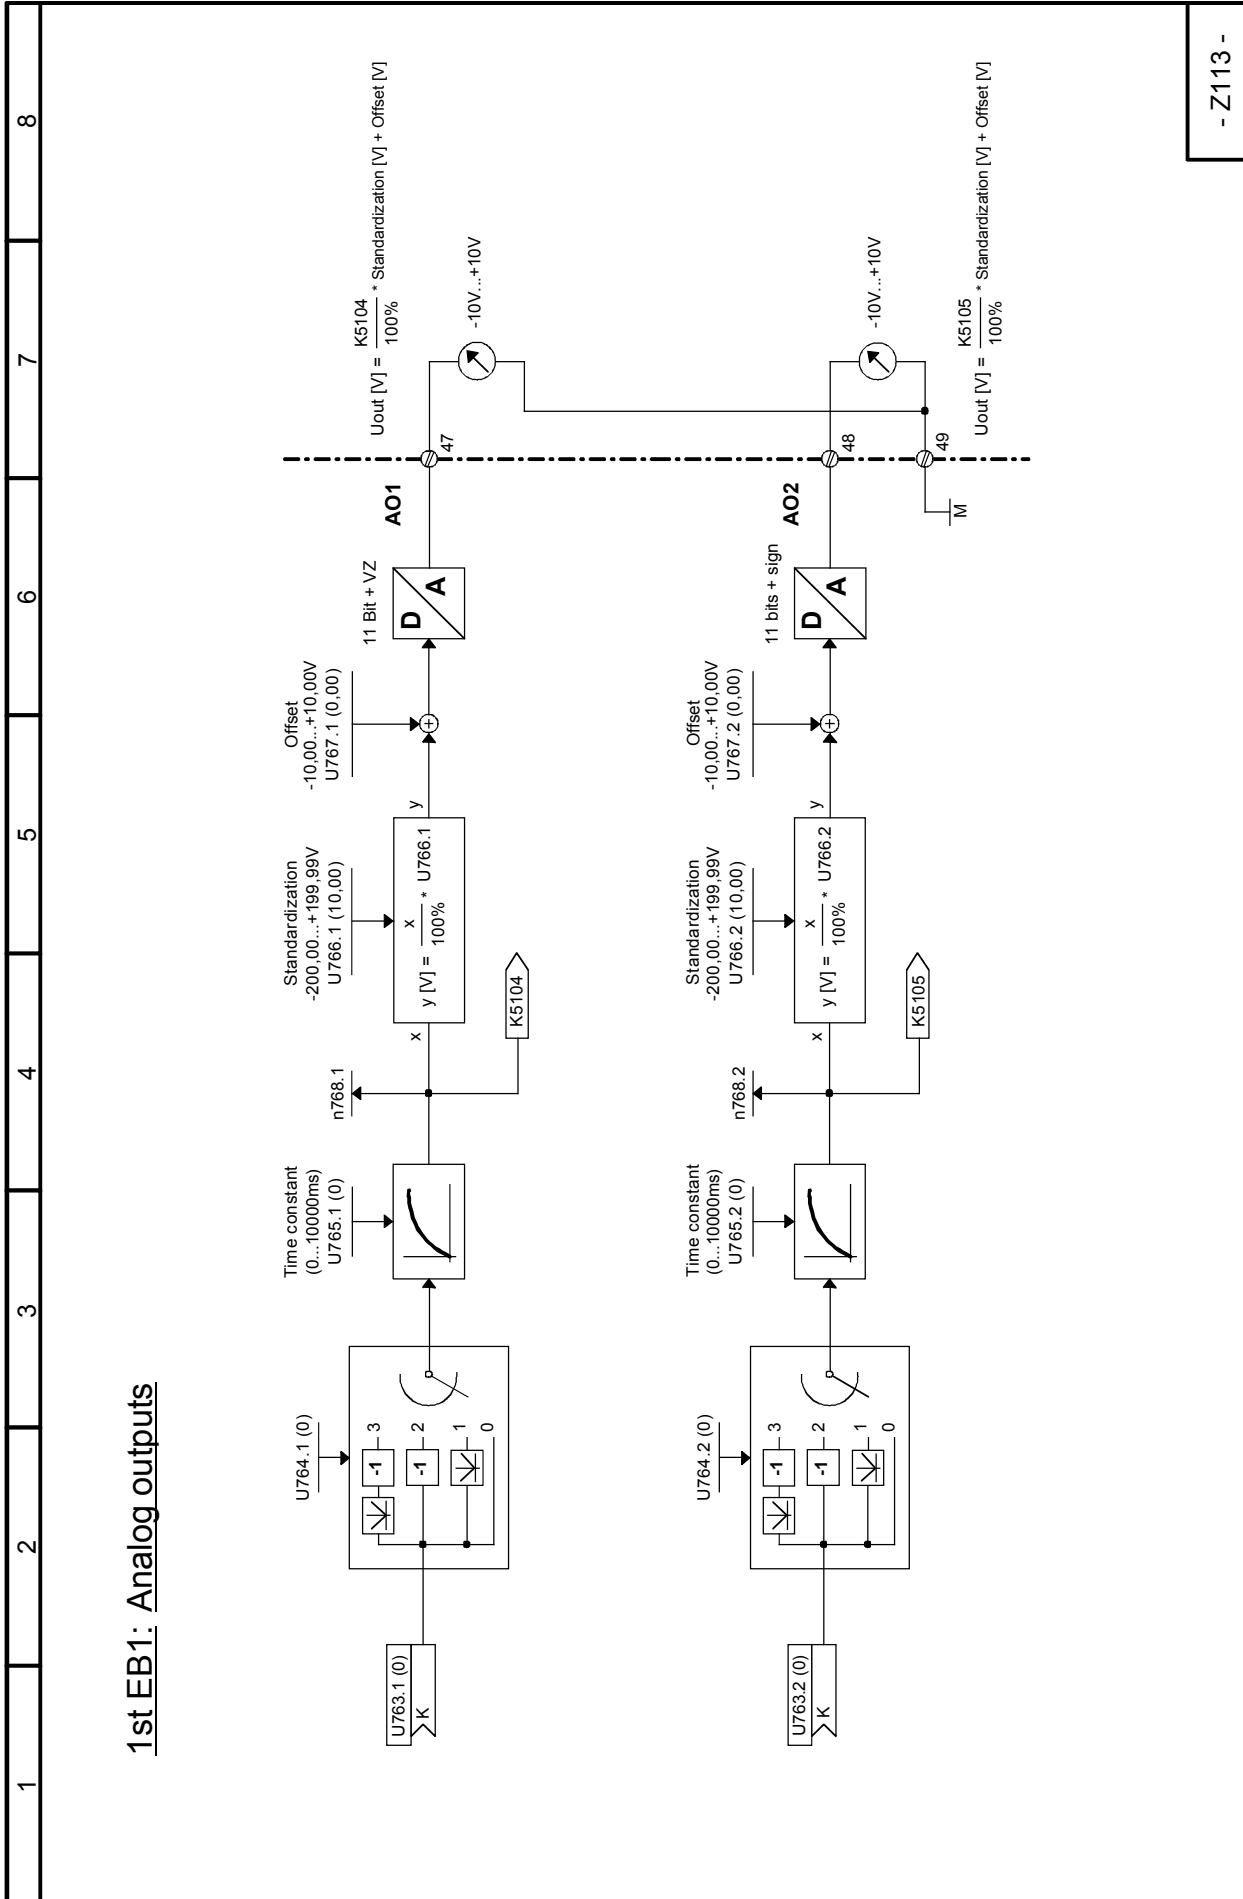 1
2
3
4
5
6
7
8
1st EB1: Analog outputs
U763.1 (0)
K
U764.1 (0)
-1
3
-1
2
1
0
Time constant
(0...10000ms)
U765.1 (0)
n768.1
K5104
Standardization
-200,00...+199,99V
U766.1 (10,00)
x
y [V] = x / 100% * U766.1
y
Offset
-10,00...+10,00V
U767.1 (0,00)
+
11 Bit + VZ
D
A
AO1
47
Uout [V] = K5104 / 100% * Standardization [V] + Offset [V]
-10V...+10V
U763.2 (0)
K
U764.2 (0)
-1
3
-1
2
1
0
Time constant
(0...10000ms)
U765.2 (0)
n768.2
K5105
Standardization
-200,00...+199,99V
U766.2 (10,00)
x
y [V] = x / 100% * U766.2
y
Offset
-10,00...+10,00V
U767.2 (0,00)
+
11 bits + sign
D
A
AO2
48
49
M
-10V...+10V
Uout [V] = K5105 / 100% * Standardization [V] + Offset [V]
- Z113 -